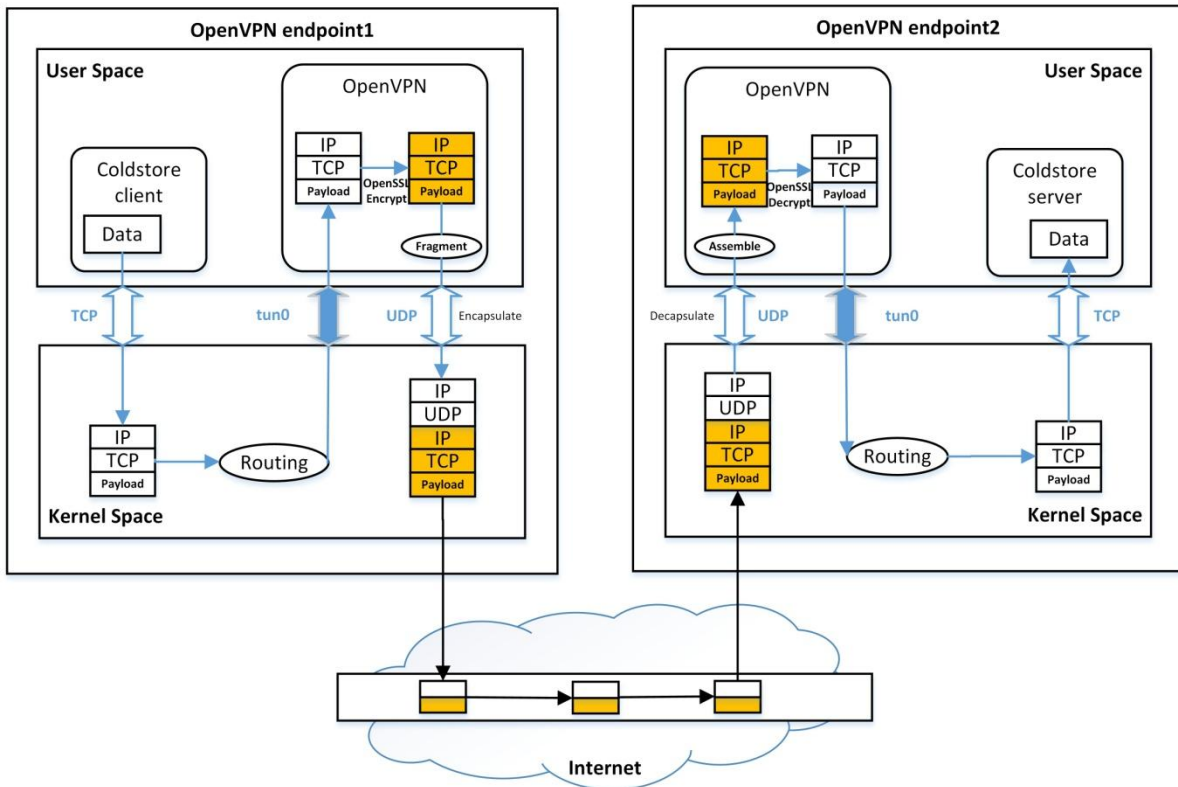 OpenVPN endpoint1
User Space
OpenVPN
IP
TCP
Payload
OpenSSL
Encrypt
IP
TCP
Payload
Fragment
Coldstore
client
Data
TCP
tun0
UDP
Encapsulate
IP
TCP
Payload
Routing
IP
UDP
IP
TCP
Payload
Kernel Space
OpenVPN endpoint2
User Space
OpenVPN
IP
TCP
Payload
OpenSSL
Decrypt
IP
TCP
Payload
Assemble
Coldstore
server
Data
Decapsulate
UDP
tun0
TCP
IP
UDP
IP
TCP
Payload
Routing
IP
TCP
Payload
Kernel Space
Internet